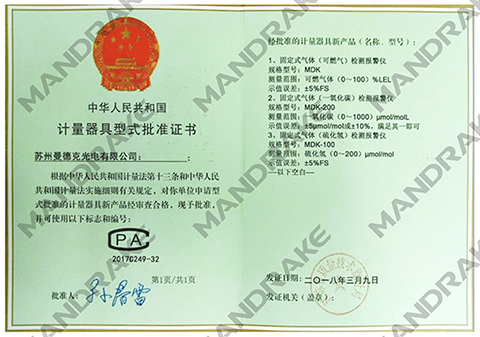 中华人民共和国
计量器具型式批准证书
苏州曼德克光电有限公司：
根据中华人民共和国计量法第十三条和中华人民
共和国计量法实施细则有关规定，对你单位申请型
式批准的计量器具新产品经审查合格，现予批准，
并可使用以下标志和编号：
CPA
2017C249-32
第1页/共1页
批准人：
经批准的计量器具新产品（名称、型号）：
1、固定式气体（可燃气）检测报警仪
规格型号：MDK
测量范围：可燃气（0~100）%LEL
示值误差：±5%FS
2、固定式气体（一氧化碳）检测报警仪
规格型号：MDK-200
测量范围：一氧化碳（0~1000）μmol/molL
示值误差：±5μmol/mol或±10%，满足其一即可
3、固定式气体（硫化氢）检测报警仪
规格型号：MDK-100
测量范围：硫化氢（0~200）μmol/mol
示值误差：±5%FS
--以下空白--
发证日期：二〇一八年三月九日
发证机关（盖章）：
MANDRAKE
MANDRAKE
MANDRAKE
MANDRAKE